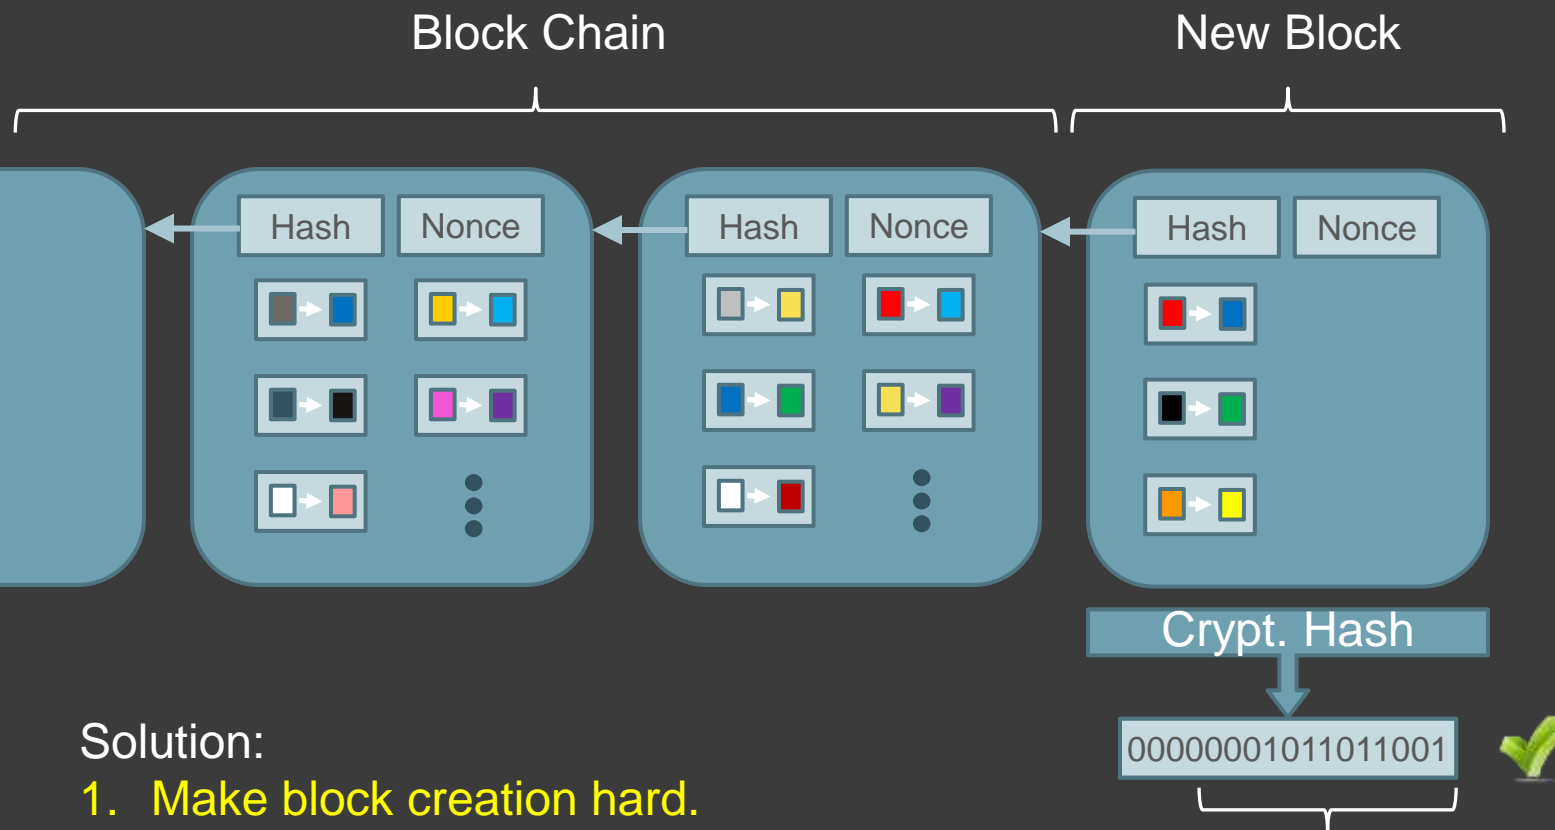 Block Chain
New Block
Hash Nonce
Hash Nonce
Hash Nonce
Crypt. Hash
00000001011011001
Solution:
1. Make block creation hard.